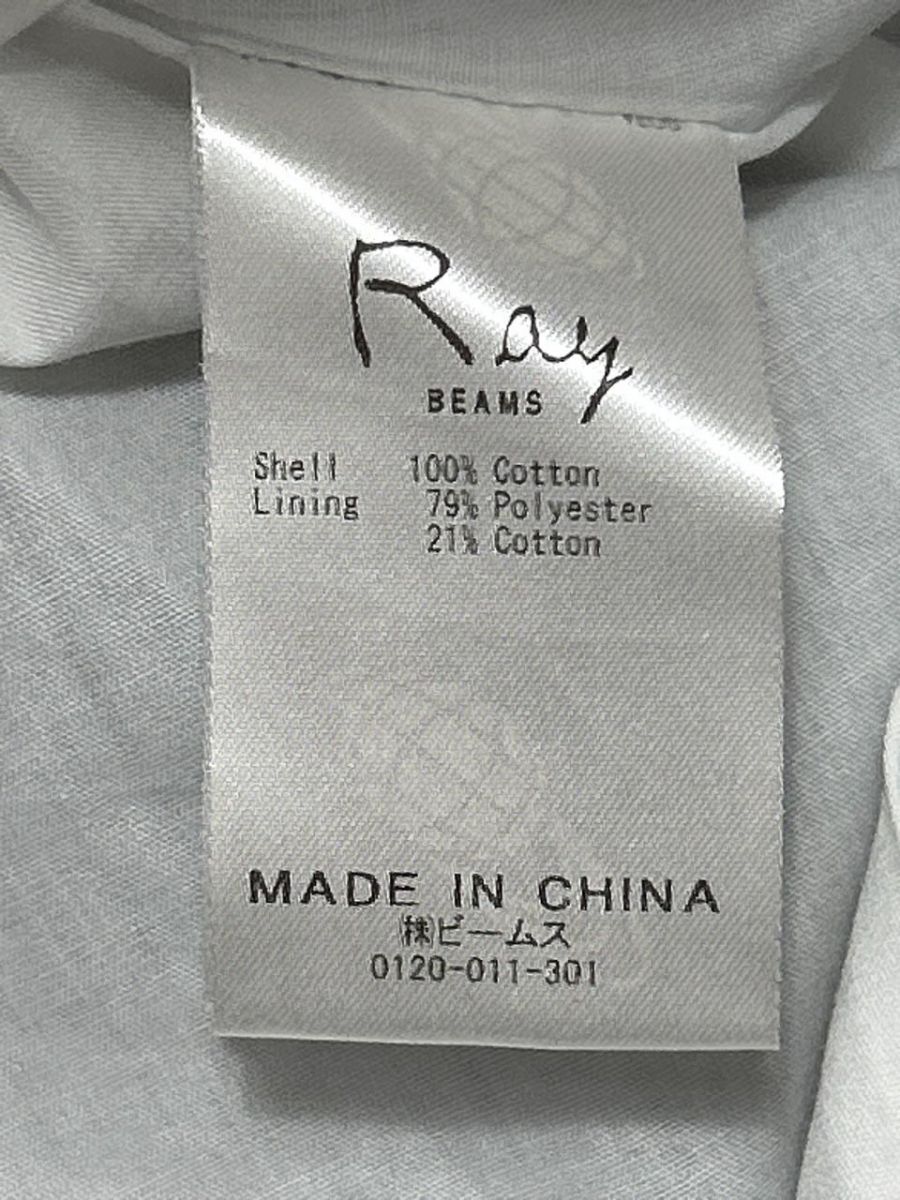 Ray
BEAMS
Shell 100% Cotton
Lining 79% Polyester
21% Cotton
MADE IN CHINA
㈱ビームス
0120-011-301